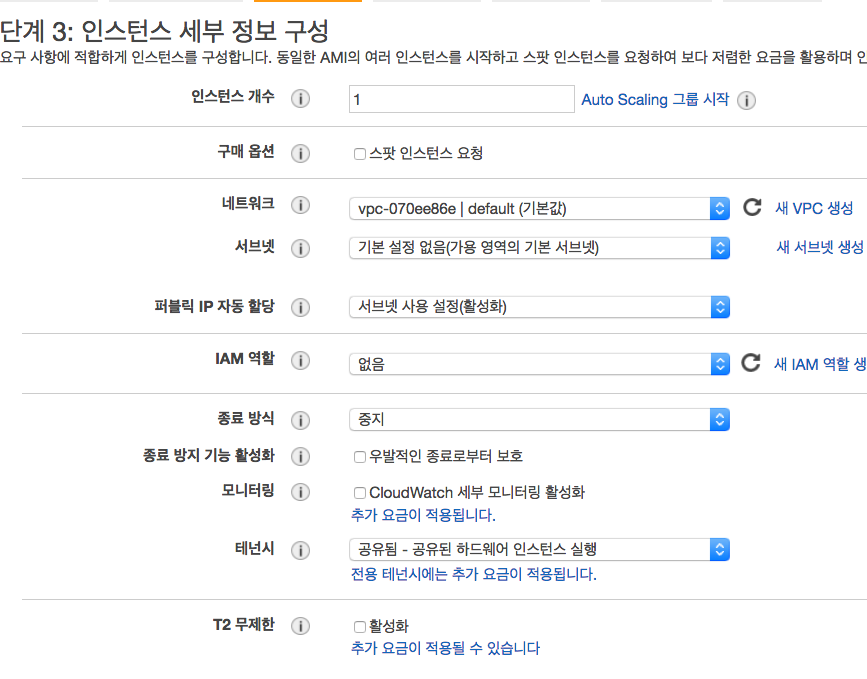 단계 3: 인스턴스 세부 정보 구성
요구 사항에 적합하게 인스턴스를 구성합니다. 동일한 AMI의 여러 인스턴스를 시작하고 스팟 인스턴스를 요청하여 보다 저렴한 요금을 활용하며
인스턴스 개수 1 Auto Scaling 그룹 시작
구매 옵션 스팟 인스턴스 요청
네트워크 vpc-070ee86e | default (기본값) 새 VPC 생성
서브넷 기본 설정 없음(가용 영역의 기본 서브넷) 새 서브넷 생성
퍼블릭 IP 자동 할당 서브넷 사용 설정(활성화)
IAM 역할 없음 새 IAM 역할 생
종료 방식 중지
종료 방지 기능 활성화 우발적인 종료로부터 보호
모니터링 CloudWatch 세부 모니터링 활성화
추가 요금이 적용됩니다.
테넌시 공유됨 - 공유된 하드웨어 인스턴스 실행
전용 테넌시에는 추가 요금이 적용됩니다.
T2 무제한 활성화
추가 요금이 적용될 수 있습니다